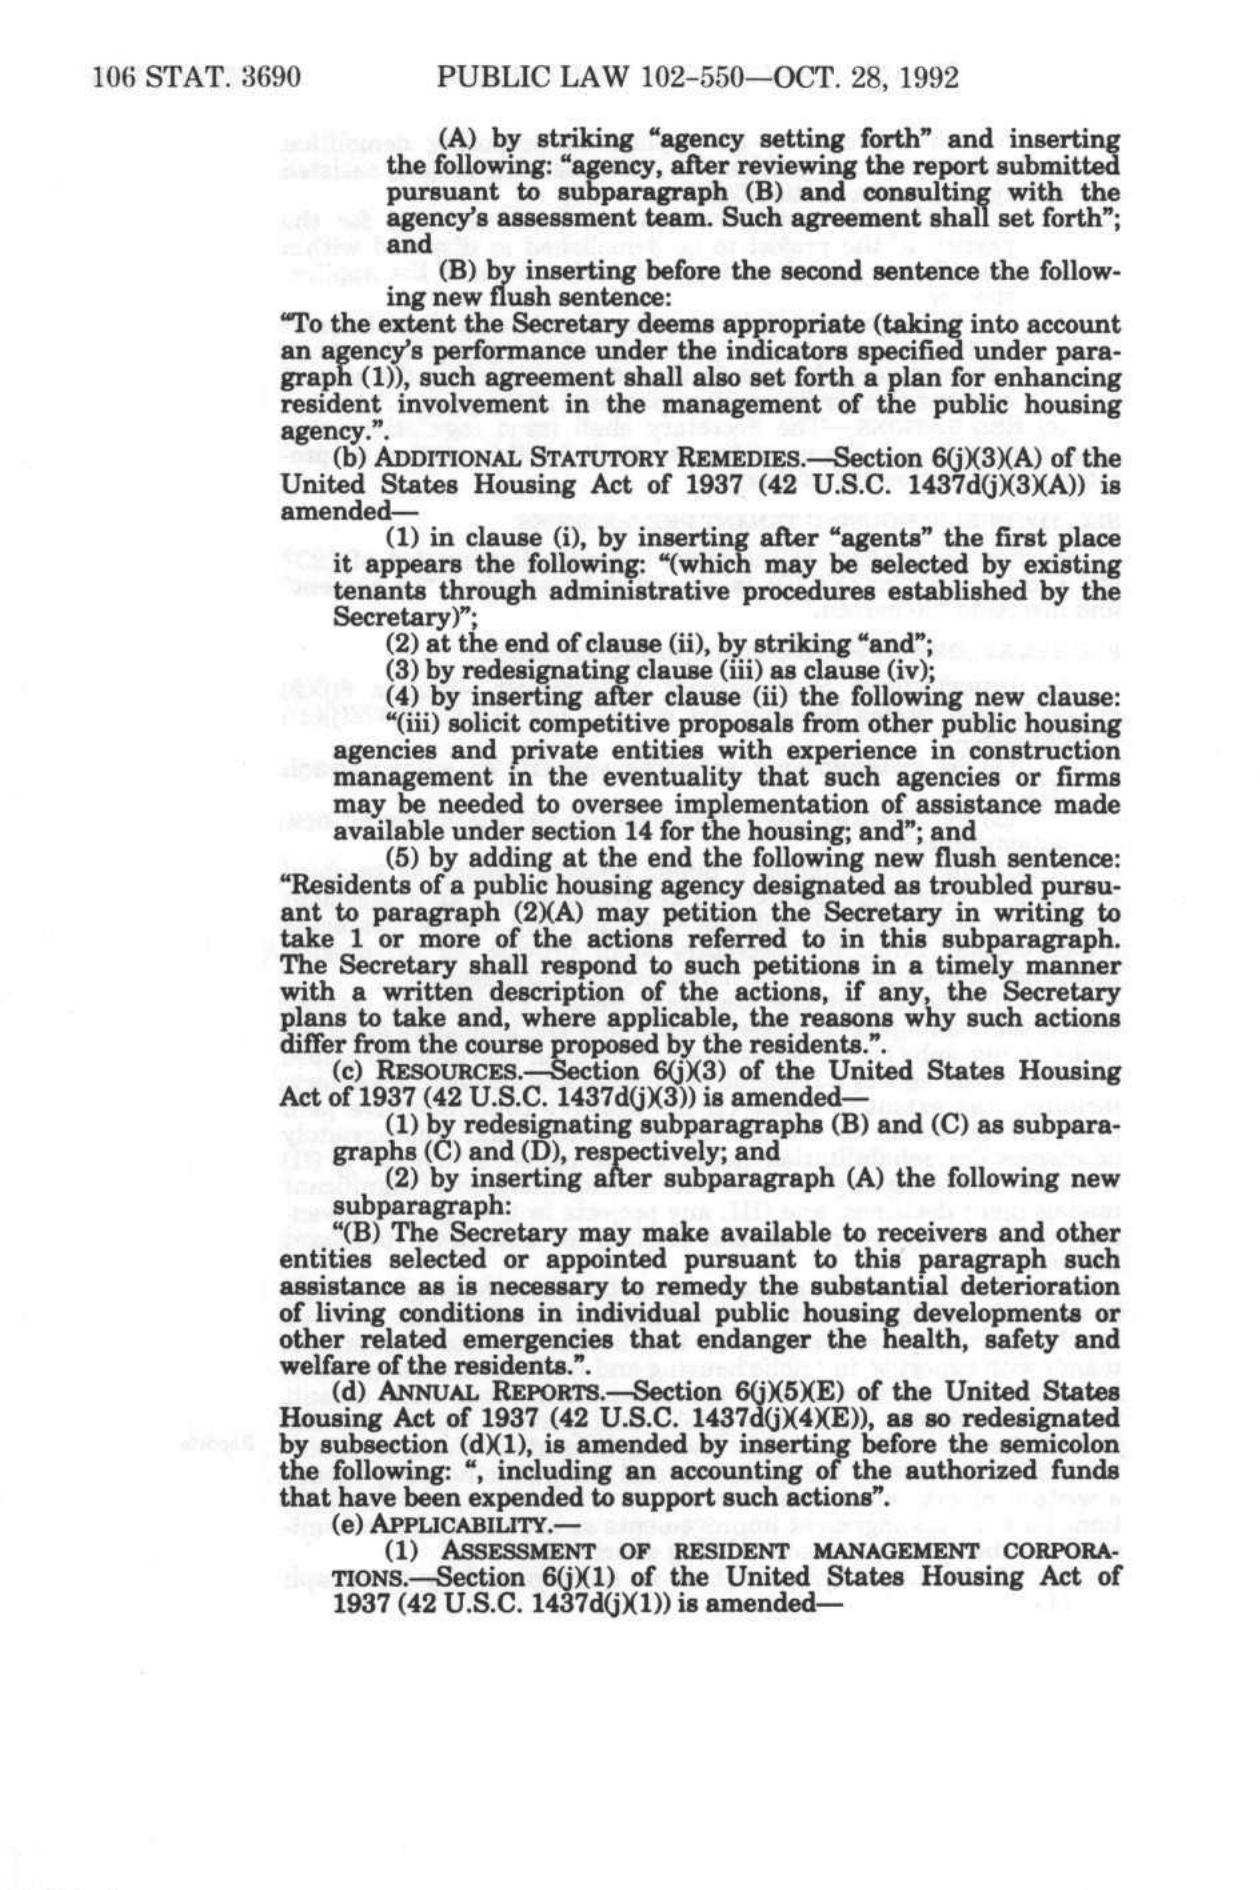 106 STAT. 3690 PUBLIC LAW 102-550—OCT. 28, 1992
(A) by striking “agency setting forth” and inserting
the following: “agency, after reviewing the report submitted
pursuant to subparagraph (B) and consulting with the
agency’s assessment team. Such agreement shall set forth”;
and
(B) by inserting before the second sentence the follow-
ing new flush sentence:
“To the extent the Secretary deems appropriate (taking into account
an agency’s performance under the indicators specified under para-
graph (1)), such agreement shall also set forth a plan for enhancing
resident involvement in the management of the public housing
agency.”.
(b) ADDITIONAL STATUTORY REMEDIES.—Section 6(j)(3)(A) of the
United States Housing Act of 1937 (42 U.S.C. 1437d(j)(3)(A)) is
amended—
(1) in clause (i), by inserting after “agents” the first place
it appears the following: “(which may be selected by existing
tenants through administrative procedures established by the
Secretary)”;
(2) at the end of clause (ii), by striking “and”;
(3) by redesignating clause (iii) as clause (iv);
(4) by inserting after clause (ii) the following new clause:
“(iii) solicit competitive proposals from other public housing
agencies and private entities with experience in construction
management in the eventuality that such agencies or firms
may be needed to oversee implementation of assistance made
available under section 14 for the housing; and”; and
(5) by adding at the end the following new flush sentence:
“Residents of a public housing agency designated as troubled pursu-
ant to paragraph (2)(A) may petition the Secretary in writing to
take 1 or more of the actions referred to in this subparagraph.
The Secretary shall respond to such petitions in a timely manner
with a written description of the actions, if any, the Secretary
plans to take and, where applicable, the reasons why such actions
differ from the course proposed by the residents.”.
(c) RESOURCES.—Section 6(j)(3) of the United States Housing
Act of 1937 (42 U.S.C. 1437d(j)(3)) is amended—
(1) by redesignating subparagraphs (B) and (C) as subpara-
graphs (C) and (D), respectively; and
(2) by inserting after subparagraph (A) the following new
subparagraph:
“(B) The Secretary may make available to receivers and other
entities selected or appointed pursuant to this paragraph such
assistance as is necessary to remedy the substantial deterioration
of living conditions in individual public housing developments or
other related emergencies that endanger the health, safety and
welfare of the residents.”.
(d) ANNUAL REPORTS.—Section 6(j)(5)(E) of the United States
Housing Act of 1937 (42 U.S.C. 1437d(j)(4)(E)), as so redesignated
by subsection (d)(1), is amended by inserting before the semicolon
the following: “, including an accounting of the authorized funds
that have been expended to support such actions”.
(e) APPLICABILITY.—
(1) ASSESSMENT OF RESIDENT MANAGEMENT CORPORA-
TIONS.—Section 6(j)(1) of the United States Housing Act of
1937 (42 U.S.C. 1437d(j)(1)) is amended—